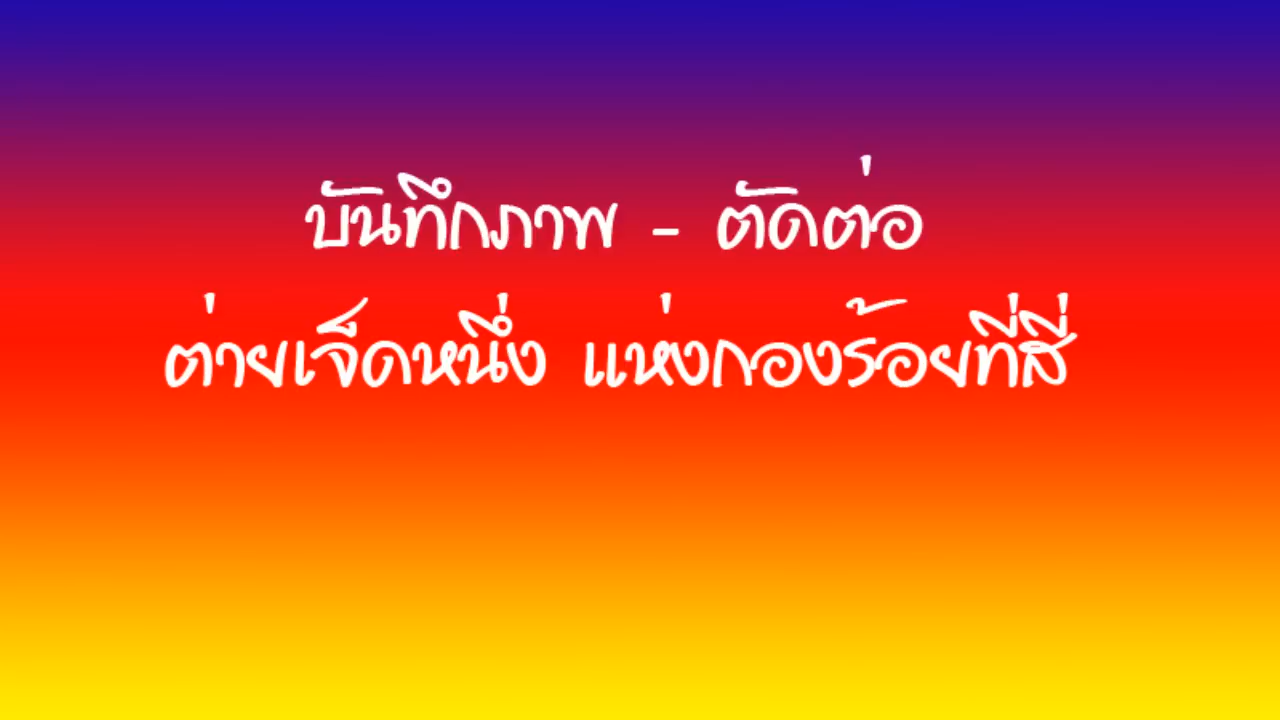 บันทึกภาพ - ตัดต่อ
ต่ายเจ็ดหนึ่ง แห่งกองร้อยที่สี่